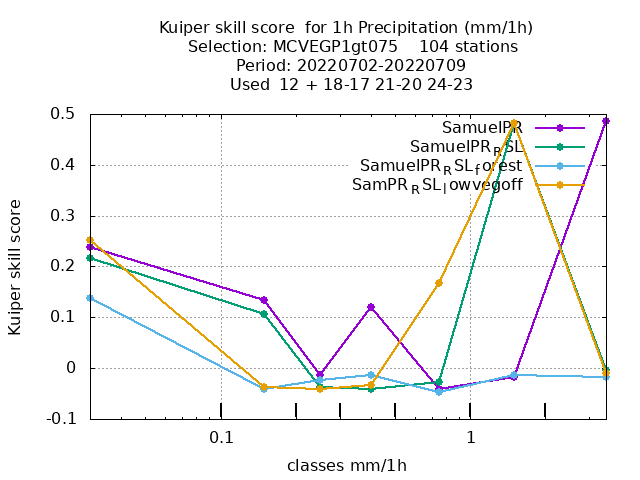 Kuiper skill score for 1h Precipitation (mm/1h)
Selection: MCVEGP1gt075 104 stations
Period: 20220702-20220709
Used 12 + 18-17 21-20 24-23
SamuelPR
SamuelPR_RSL
SamuelPR_RSL_forest
SamPR_RSL_lowvegoff
Kuiper skill score
0.5
0.4
0.3
0.2
0.1
0
-0.1
0.1 1
classes mm/1h